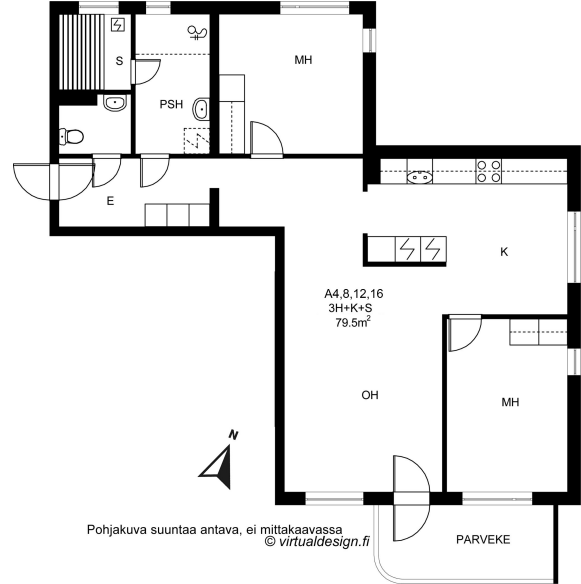 S
MH
PSH
E
K
A4,8,12,16
3H+K+S
79.5m²
OH
MH
N
Pohjakuva suuntaa antava, ei mittakaavassa
© virtualdesign.fi
PARVEKE